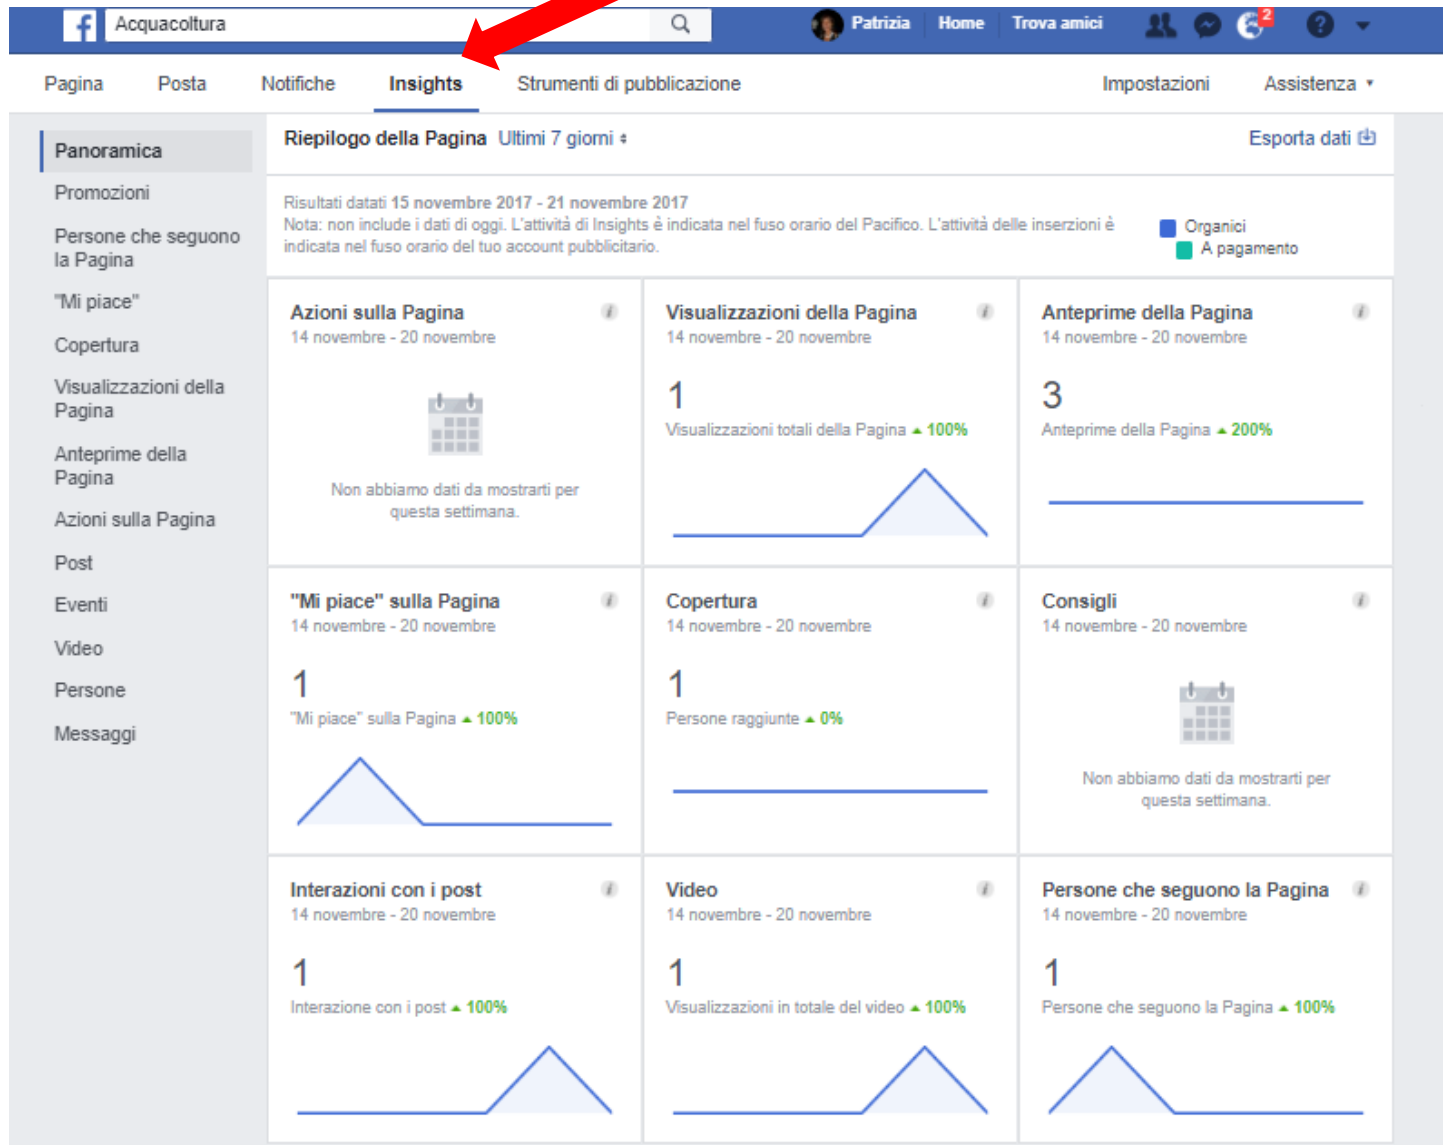 f Acquacoltura Patrizia Home Trova amici 2 ?
Pagina Posta Notifiche Insights Strumenti di pubblicazione Impostazioni Assistenza
Panoramica
Promozioni
Persone che seguono
la Pagina
"Mi piace"
Copertura
Visualizzazioni della
Pagina
Anteprime della
Pagina
Azioni sulla Pagina
Post
Eventi
Video
Persone
Messaggi
Riepilogo della Pagina Ultimi 7 giorni Esporta dati
Risultati datati 15 novembre 2017 - 21 novembre 2017
Nota: non include i dati di oggi. L'attività di Insights è indicata nel fuso orario del Pacifico. L'attività delle inserzioni è
indicata nel fuso orario del tuo account pubblicitario.
Organici
A pagamento
Azioni sulla Pagina i
14 novembre - 20 novembre
Non abbiamo dati da mostrarti per
questa settimana.
Visualizzazioni della Pagina i
14 novembre - 20 novembre
1
Visualizzazioni totali della Pagina 100%
Anteprime della Pagina i
14 novembre - 20 novembre
3
Anteprime della Pagina 200%
"Mi piace" sulla Pagina i
14 novembre - 20 novembre
1
"Mi piace" sulla Pagina 100%
Copertura i
14 novembre - 20 novembre
1
Persone raggiunte 0%
Consigli i
14 novembre - 20 novembre
Non abbiamo dati da mostrarti per
questa settimana.
Interazioni con i post i
14 novembre - 20 novembre
1
Interazione con i post 100%
Video i
14 novembre - 20 novembre
1
Visualizzazioni in totale del video 100%
Persone che seguono la Pagina i
14 novembre - 20 novembre
1
Persone che seguono la Pagina 100%